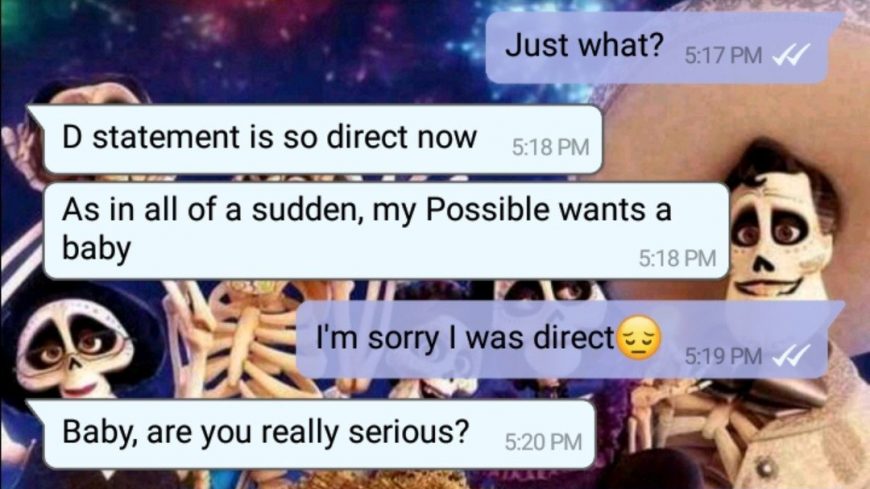 Just what? 5:17 PM
D statement is so direct now 5:18 PM
As in all of a sudden, my Possible wants a
baby 5:18 PM
I'm sorry I was direct😔 5:19 PM
Baby, are you really serious? 5:20 PM